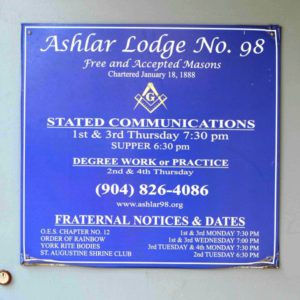 Ashlar Lodge No. 98
Free and Accepted Masons
Chartered January 18, 1888
G
STATED COMMUNICATIONS
1st & 3rd Thursday 7:30 pm
SUPPER 6:30 pm
DEGREE WORK or PRACTICE
2nd & 4th Thursday
(904) 826-4086
www.ashlar98.org
FRATERNAL NOTICES & DATES
O.E.S. CHAPTER NO. 12 1st & 3rd MONDAY 7:30 PM
ORDER OF RAINBOW 1st & 3rd WEDNESDAY 7:00 PM
YORK RITE BODIES 3rd TUESDAY & 4th MONDAY 7:30 PM
ST. AUGUSTINE SHRINE CLUB 2nd TUESDAY 6:30 PM